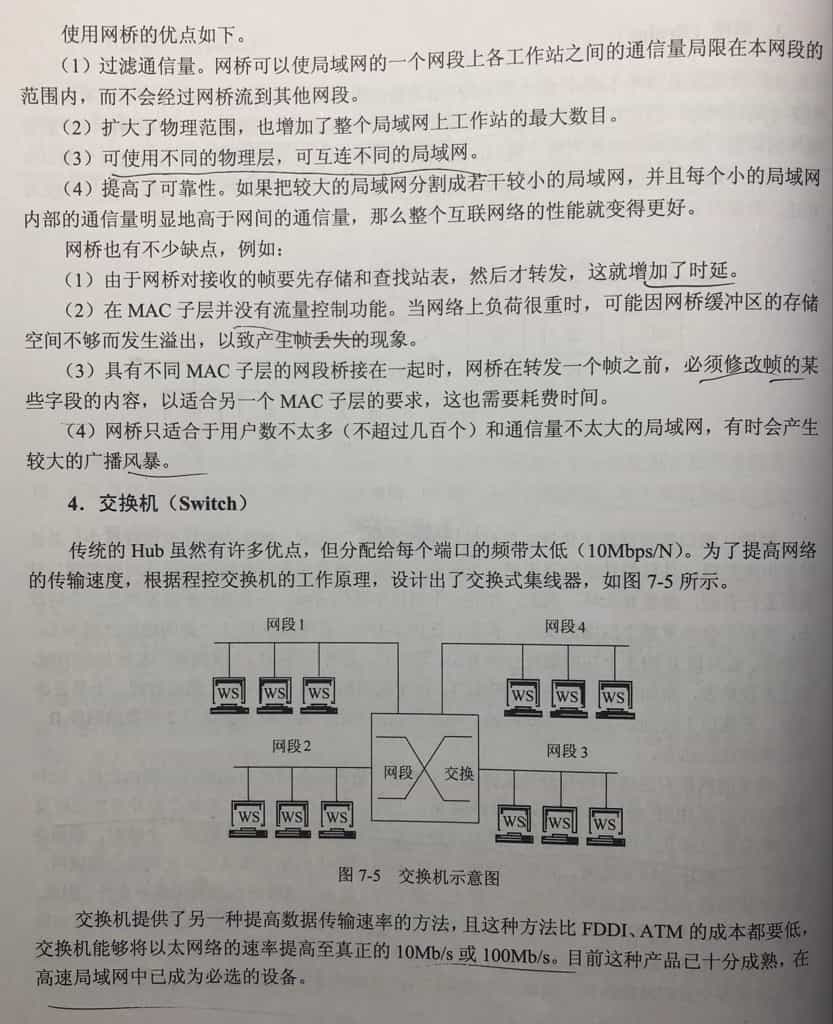 使用网桥的优点如下。
（1）过滤通信量。网桥可以使局域网的一个网段上各工作站之间的通信量局限在本网段的
范围内，而不会经过网桥流到其他网段。
（2）扩大了物理范围，也增加了整个局域网上工作站的最大数目。
（3）可使用不同的物理层，可互连不同的局域网。
（4）提高了可靠性。如果把较大的局域网分割成若干较小的局域网，并且每个小的局域网
内部的通信量明显地高于网间的通信量，那么整个互联网络的性能就变得更好。
网桥也有不少缺点，例如：
（1）由于网桥对接收的帧要先存储和查找站表，然后才转发，这就增加了时延。
（2）在 MAC 子层并没有流量控制功能。当网络上负荷很重时，可能因网桥缓冲区的存储
空间不够而发生溢出，以致产生帧丢失的现象。
（3）具有不同 MAC 子层的网段桥接在一起时，网桥在转发一个帧之前，必须修改帧的某
些字段的内容，以适合另一个 MAC 子层的要求，这也需要耗费时间。
（4）网桥只适合于用户数不太多（不超过几百个）和通信量不太大的局域网，有时会产生
较大的广播风暴。
4．交换机（Switch）
传统的 Hub 虽然有许多优点，但分配给每个端口的频带太低（10Mbps/N）。为了提高网络
的传输速度，根据程控交换机的工作原理，设计出了交换式集线器，如图 7-5 所示。
网段1 网段4
WS WS WS WS WS WS
网段2 网段3
网段 交换
WS WS WS WS WS WS
图 7-5 交换机示意图
交换机提供了另一种提高数据传输速率的方法，且这种方法比 FDDI、ATM 的成本都要低，
交换机能够将以太网络的速率提高至真正的 10Mb/s 或 100Mb/s。目前这种产品已十分成熟，在
高速局域网中已成为必选的设备。